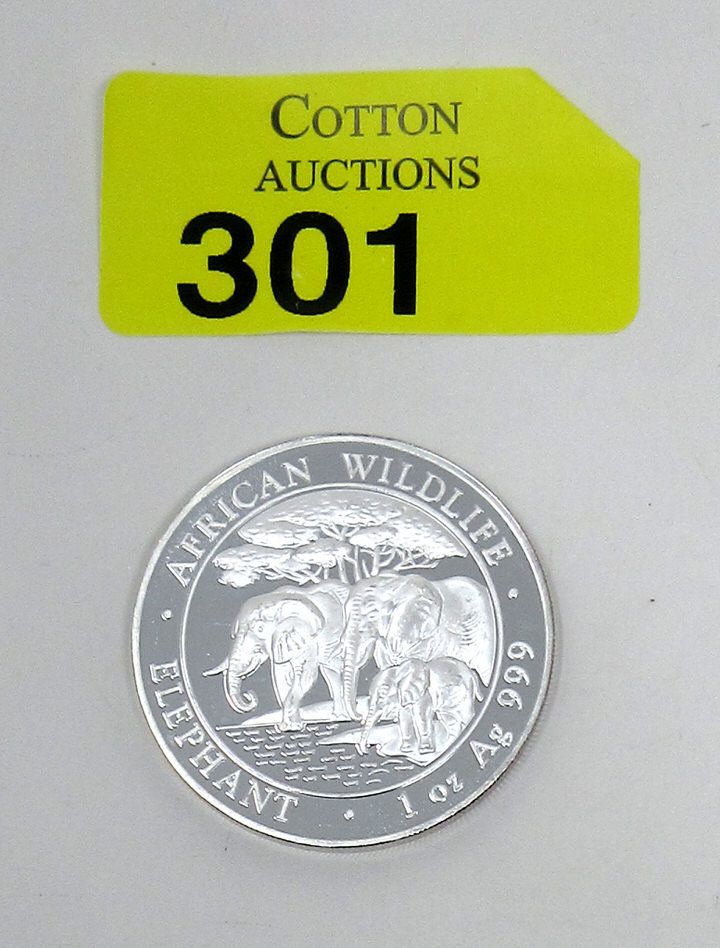 COTTON
AUCTIONS
301
AFRICAN WILDLIFE
ELEPHANT · 1 oz Ag 999